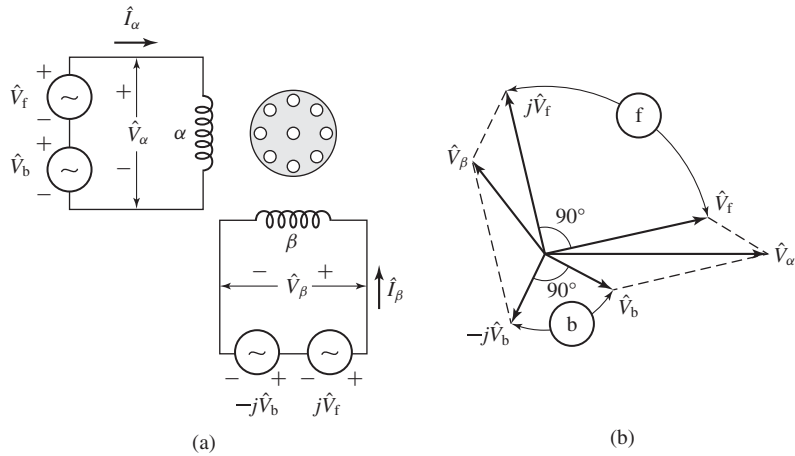 Î_α
+
V̂_f
−
+
V̂_b
−
+
V̂_α
−
α
β
− +
V̂_β
Î_β
− + − +
−jV̂_b jV̂_f
(a)
jV̂_f
f
V̂_β
90°
V̂_f
V̂_α
90°
V̂_b
−jV̂_b
b
(b)